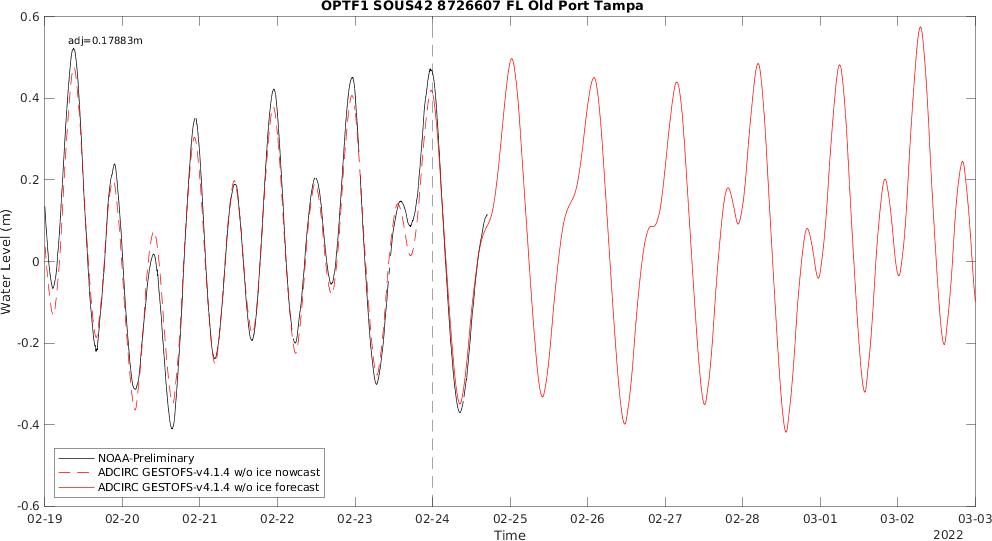 OPTF1 SOUS42 8726607 FL Old Port Tampa
adj=0.17883m
0.6
0.4
0.2
0
-0.2
-0.4
-0.6
Water Level (m)
NOAA-Preliminary
ADCIRC GESTOFS-v4.1.4 w/o ice nowcast
ADCIRC GESTOFS-v4.1.4 w/o ice forecast
02-19 02-20 02-21 02-22 02-23 02-24 02-25 02-26 02-27 02-28 03-01 03-02 03-03
Time
2022